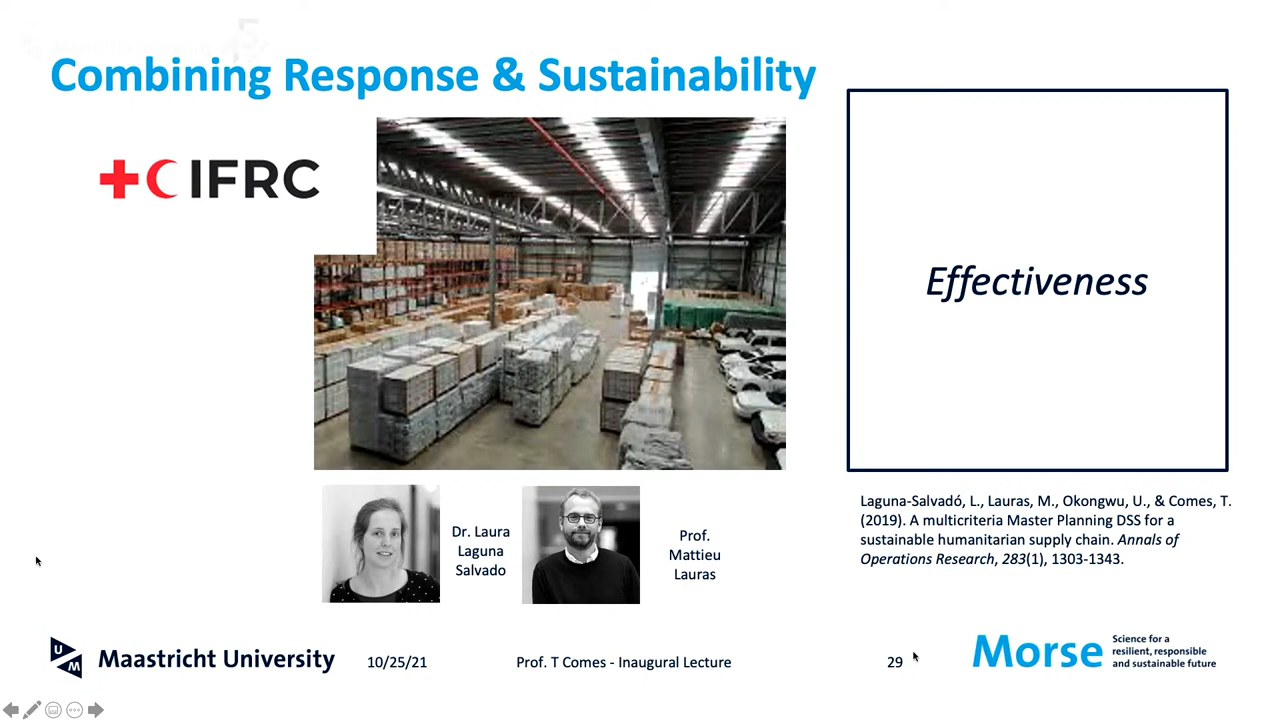 Combining Response & Sustainability
IFRC
Effectiveness
Laguna-Salvadó, L., Lauras, M., Okongwu, U., & Comes, T.
(2019). A multicriteria Master Planning DSS for a
sustainable humanitarian supply chain. Annals of
Operations Research, 283(1), 1303-1343.
Dr. Laura
Laguna
Salvado
Prof.
Mattieu
Lauras
UM
Maastricht University
10/25/21
Prof. T Comes - Inaugural Lecture
29
Morse
Science for a
resilient, responsible
and sustainable future